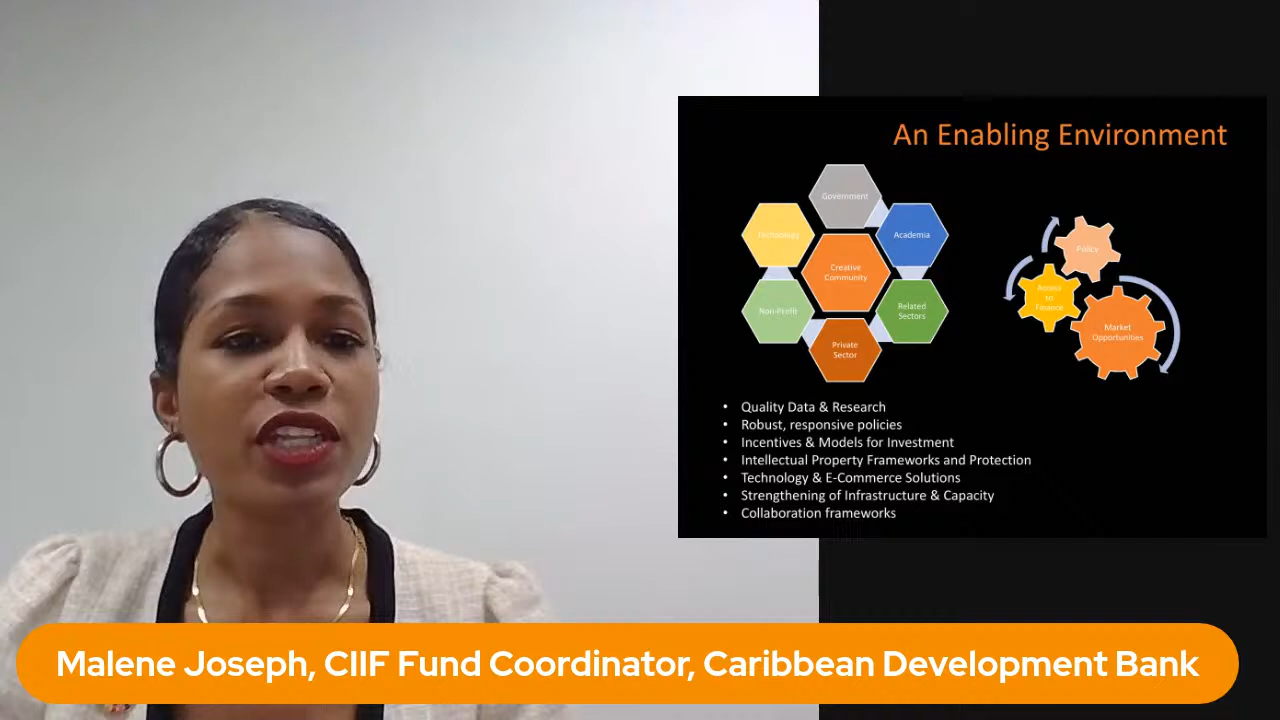 An Enabling Environment
Government
Technology
Academia
Creative
Community
Non-Profit
Related
Sectors
Private
Sector
Policy
Access
to
Finance
Market
Opportunities
• Quality Data & Research
• Robust, responsive policies
• Incentives & Models for Investment
• Intellectual Property Frameworks and Protection
• Technology & E-Commerce Solutions
• Strengthening of Infrastructure & Capacity
• Collaboration frameworks
Malene Joseph, CIIF Fund Coordinator, Caribbean Development Bank